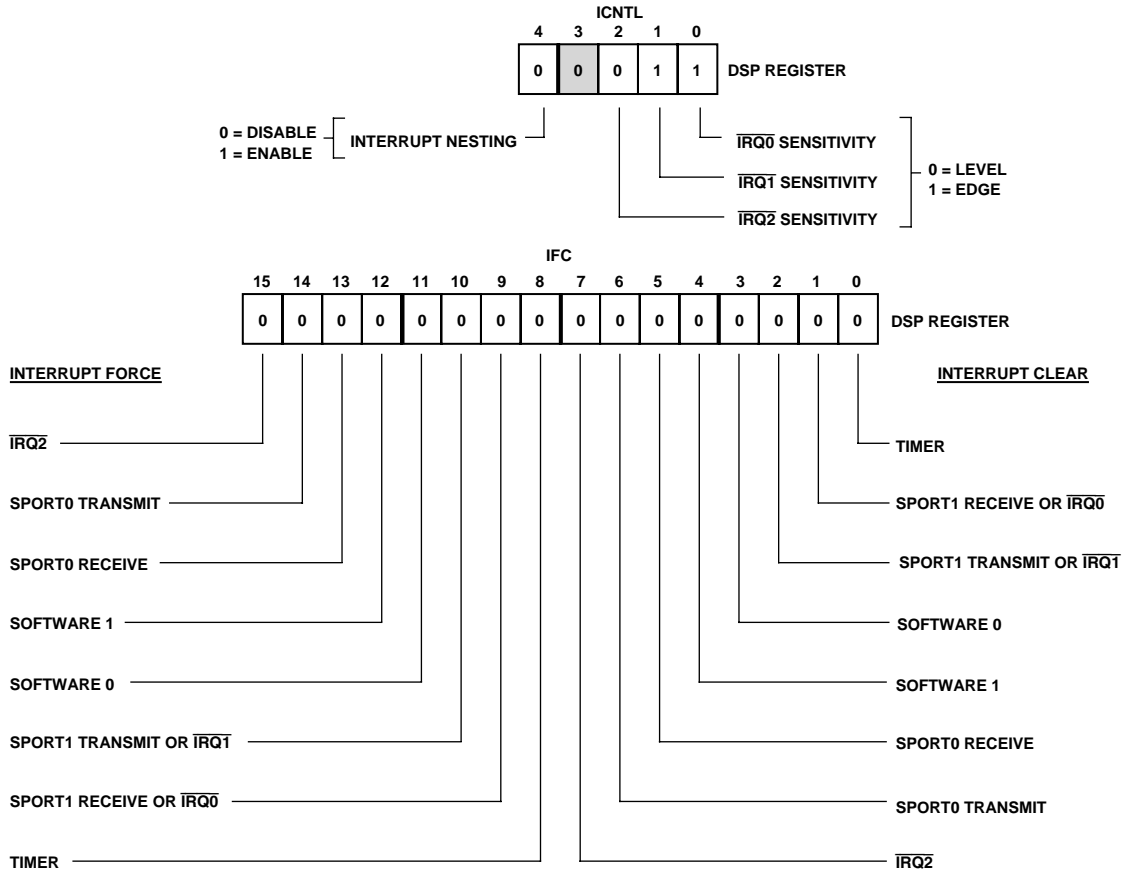 ICNTL
4 3 2 1 0
0 0 0 1 1 DSP REGISTER
0 = DISABLE
1 = ENABLE
INTERRUPT NESTING
IRQ0 SENSITIVITY
IRQ1 SENSITIVITY
IRQ2 SENSITIVITY
0 = LEVEL
1 = EDGE
IFC
15 14 13 12 11 10 9 8 7 6 5 4 3 2 1 0
0 0 0 0 0 0 0 0 0 0 0 0 0 0 0 0 DSP REGISTER
INTERRUPT FORCE
IRQ2
SPORT0 TRANSMIT
SPORT0 RECEIVE
SOFTWARE 1
SOFTWARE 0
SPORT1 TRANSMIT OR IRQ1
SPORT1 RECEIVE OR IRQ0
TIMER
INTERRUPT CLEAR
TIMER
SPORT1 RECEIVE OR IRQ0
SPORT1 TRANSMIT OR IRQ1
SOFTWARE 0
SOFTWARE 1
SPORT0 RECEIVE
SPORT0 TRANSMIT
IRQ2